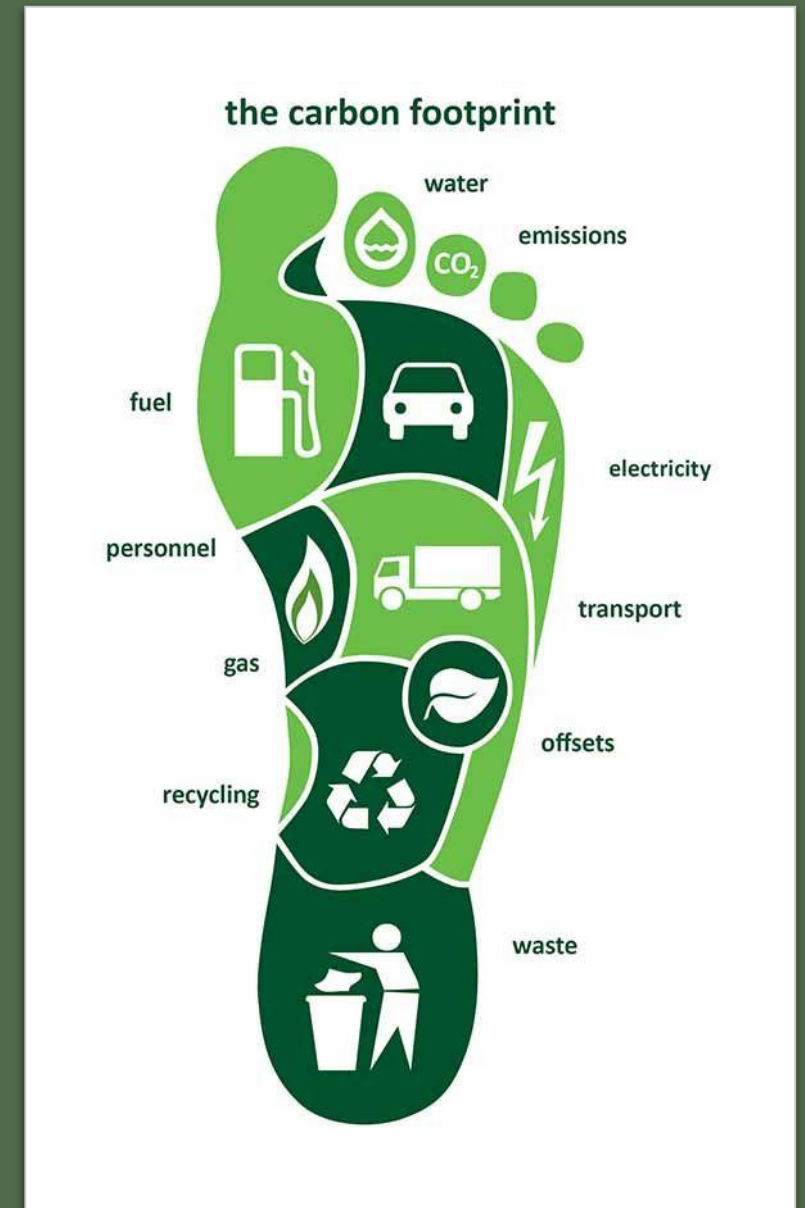 the carbon footprint
water
emissions
CO₂
fuel
electricity
personnel
transport
gas
offsets
recycling
waste